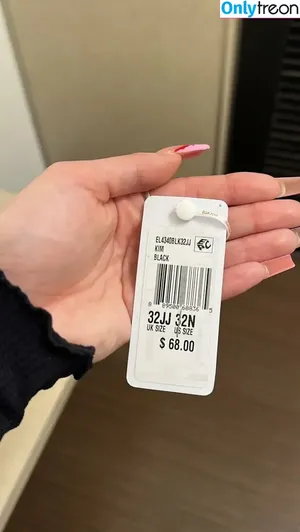 Onlytreon
EL4340BLK32JJ
KIM
BLACK
32JJ 32N
UK SIZE US SIZE
$ 68.00